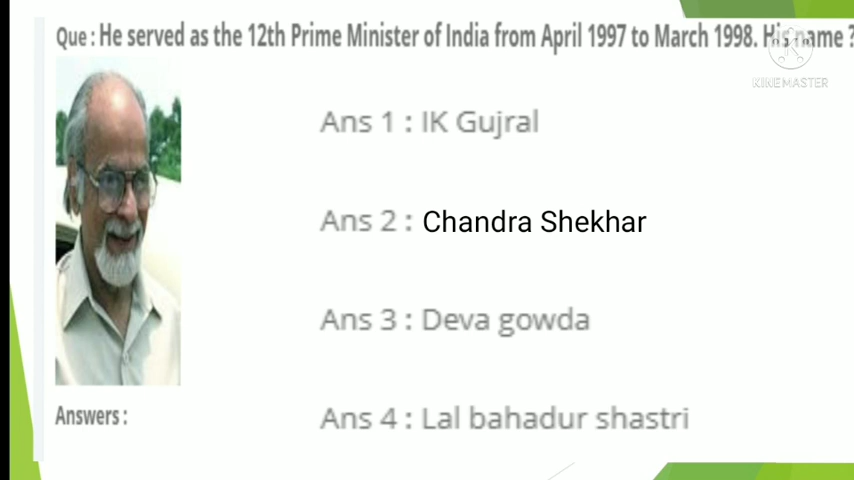 Que : He served as the 12th Prime Minister of India from April 1997 to March 1998. His name ?
KINEMASTER
Ans 1 : IK Gujral
Ans 2 : Chandra Shekhar
Ans 3 : Deva gowda
Answers :
Ans 4 : Lal bahadur shastri